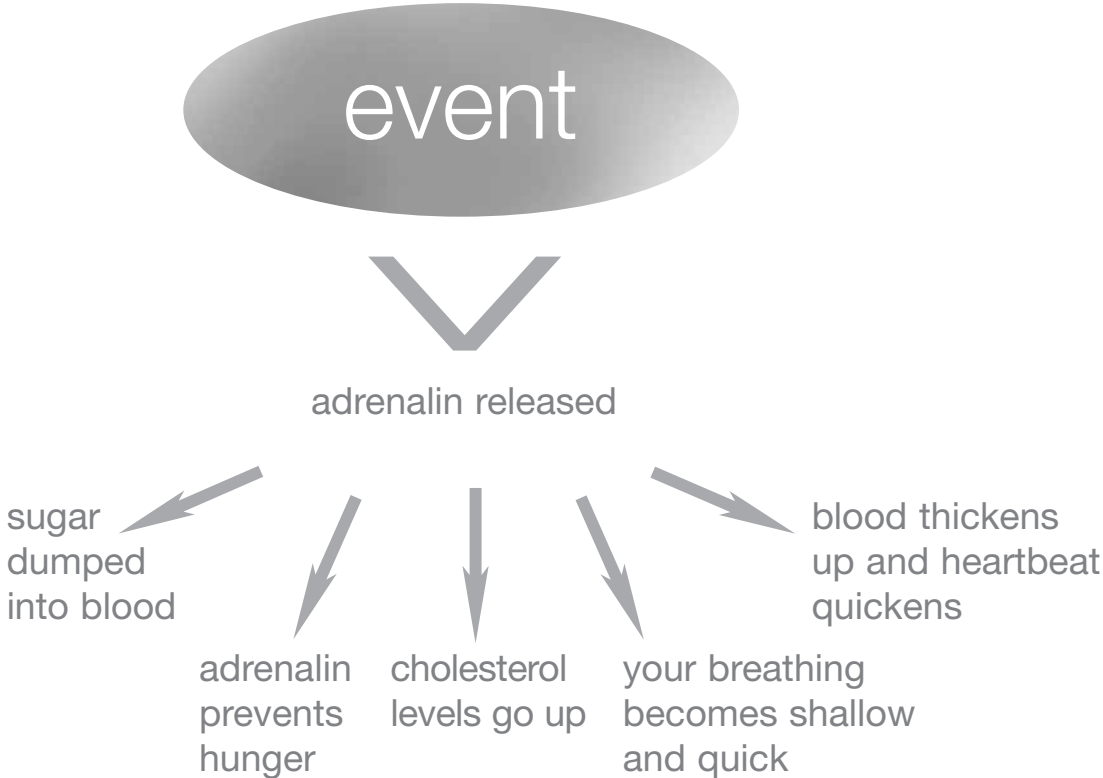 event
adrenalin released
sugar
dumped
into blood
adrenalin
prevents
hunger
cholesterol
levels go up
your breathing
becomes shallow
and quick
blood thickens
up and heartbeat
quickens